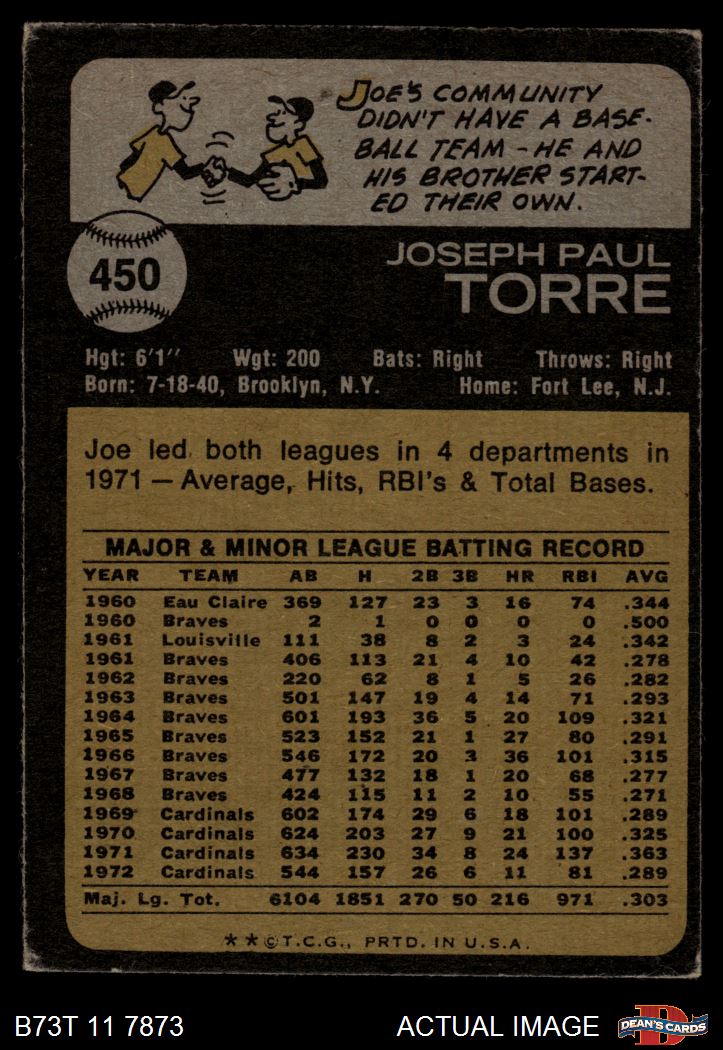 JOE'S COMMUNITY
DIDN'T HAVE A BASE-
BALL TEAM - HE AND
HIS BROTHER START-
ED THEIR OWN.
450
JOSEPH PAUL
TORRE
Hgt: 6'1" Wgt: 200 Bats: Right Throws: Right
Born: 7-18-40, Brooklyn, N.Y. Home: Fort Lee, N.J.
Joe led both leagues in 4 departments in
1971 — Average, Hits, RBI's & Total Bases.
MAJOR & MINOR LEAGUE BATTING RECORD
YEAR TEAM AB H 2B 3B HR RBI AVG
1960 Eau Claire 369 127 23 3 16 74 .344
1960 Braves 2 1 0 0 0 0 .500
1961 Louisville 111 38 8 2 3 24 .342
1961 Braves 406 113 21 4 10 42 .278
1962 Braves 220 62 8 1 5 26 .282
1963 Braves 501 147 19 4 14 71 .293
1964 Braves 601 193 36 5 20 109 .321
1965 Braves 523 152 21 1 27 80 .291
1966 Braves 546 172 20 3 36 101 .315
1967 Braves 477 132 18 1 20 68 .277
1968 Braves 424 115 11 2 10 55 .271
1969 Cardinals 602 174 29 6 18 101 .289
1970 Cardinals 624 203 27 9 21 100 .325
1971 Cardinals 634 230 34 8 24 137 .363
1972 Cardinals 544 157 26 6 11 81 .289
Maj. Lg. Tot. 6104 1851 270 50 216 971 .303
★★©T.C.G., PRTD. IN U.S.A.
B73T 11 7873 ACTUAL IMAGE D DEAN'S CARDS